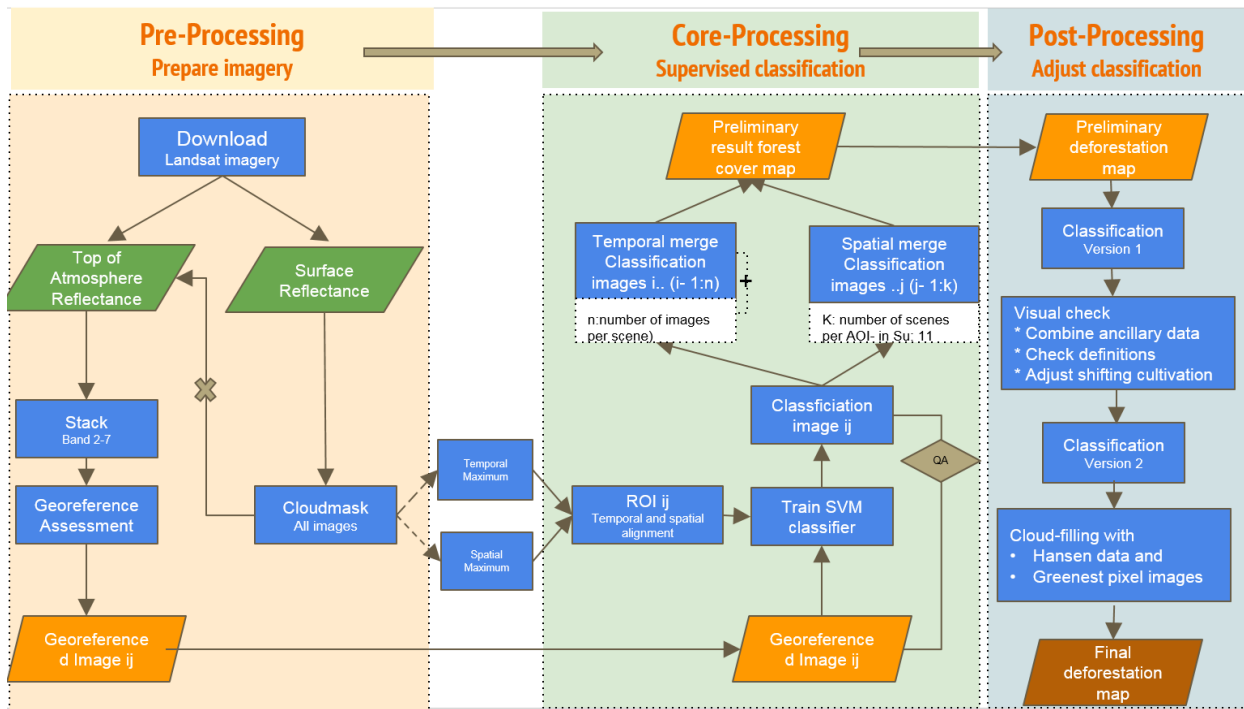 Pre-Processing
Prepare imagery
Core-Processing
Supervised classification
Post-Processing
Adjust classification
Download
Landsat imagery
Top of
Atmosphere
Reflectance
Surface
Reflectance
Stack
Band 2-7
Georeference
Assessment
Cloudmask
All images
Georeference
d Image ij
Temporal
Maximum
Spatial
Maximum
Preliminary
result forest
cover map
Temporal merge
Classification
images i.. (i- 1:n)
+
n:number of images
per scene)
Spatial merge
Classification
images ..j (j- 1:k)
K: number of scenes
per AOI- in Su: 11
Classficiation
image ij
QA
ROI ij
Temporal and spatial
alignment
Train SVM
classifier
Georeference
d Image ij
Preliminary
deforestation
map
Classification
Version 1
Visual check
* Combine ancillary data
* Check definitions
* Adjust shifting cultivation
Classification
Version 2
Cloud-filling with
• Hansen data and
• Greenest pixel images
Final
deforestation
map